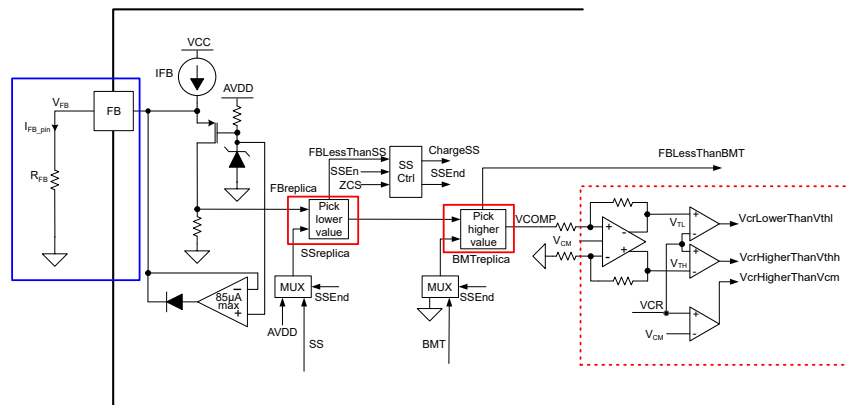 VCC
IFB
AVDD
V_FB
FB
I_FB_pin
R_FB
FBLessThanSS
ChargeSS
SSEn
SS
Ctrl
SSEnd
ZCS
FBLessThanBMT
FBreplica
Pick
lower
value
Pick
higher
value
VCOMP
V_CM
V_TL
VcrLowerThanVthl
SSreplica
BMTreplica
V_TH
VcrHigherThanVthh
VcrHigherThanVcm
MUX
SSEnd
MUX
SSEnd
85µA
max
VCR
V_CM
AVDD
SS
BMT
+
-
-
+
+
-
+
-
+
-
−
+